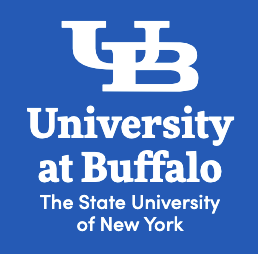 UB
University
at Buffalo
The State University
of New York